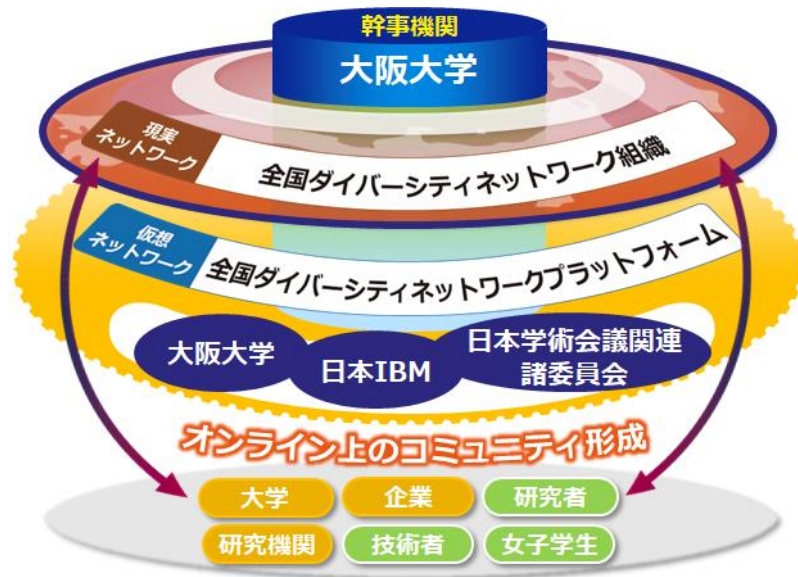 幹事機関
大阪大学
現実
ネットワーク
全国ダイバーシティネットワーク組織
仮想
ネットワーク
全国ダイバーシティネットワークプラットフォーム
大阪大学
日本IBM
日本学術会議関連
諸委員会
オンライン上のコミュニティ形成
大学
企業
研究者
研究機関
技術者
女子学生